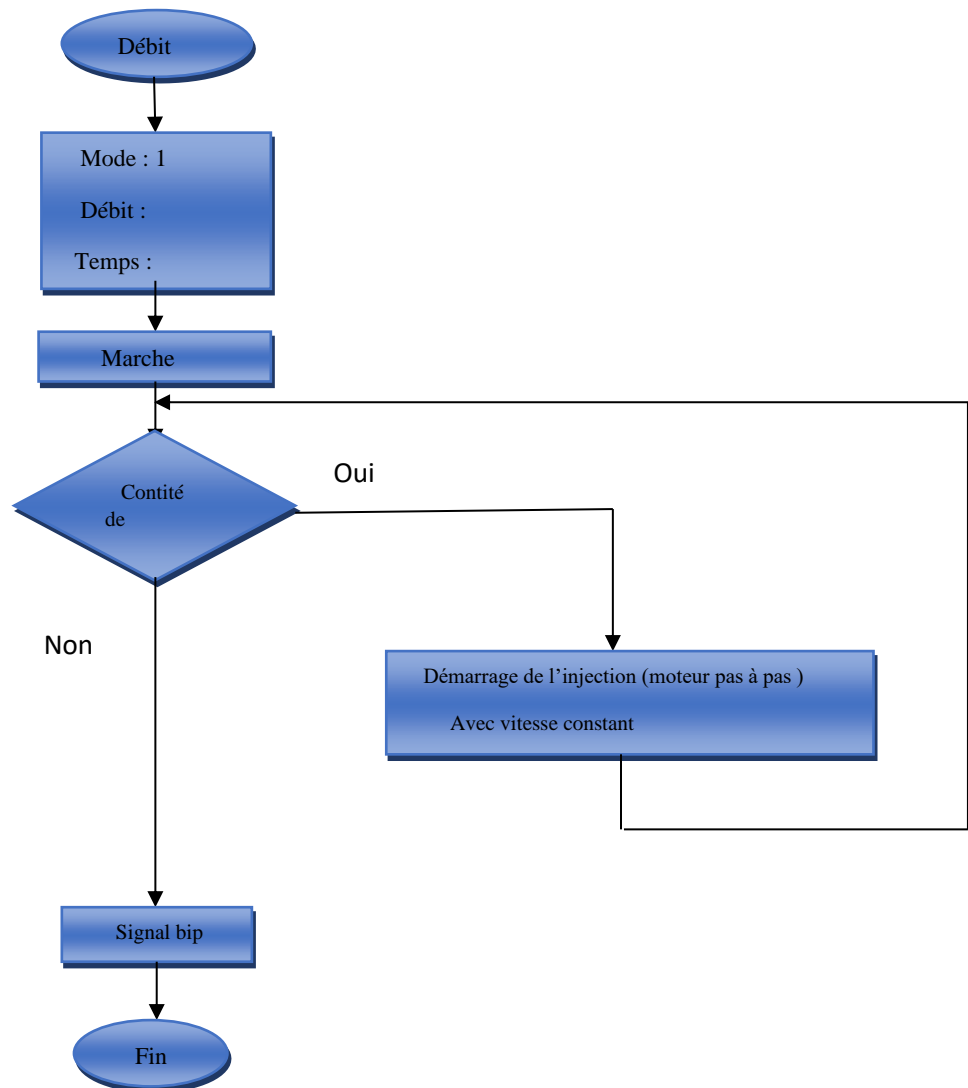 Débit
Mode : 1
Débit :
Temps :
Marche
Contité
de
Oui
Non
Démarrage de l’injection (moteur pas à pas )
Avec vitesse constant
Signal bip
Fin